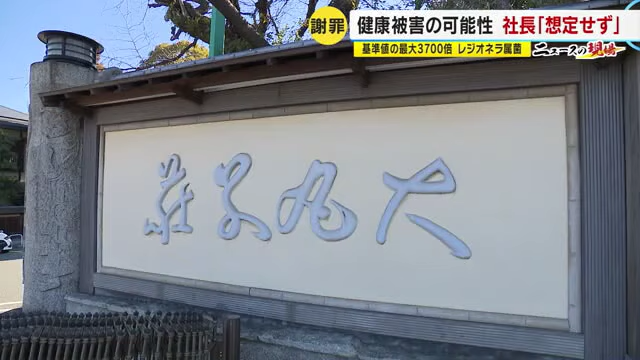 謝罪 健康被害の可能性 社長「想定せず」
基準値の最大3700倍 レジオネラ属菌
ニュースの現場
大丸別荘